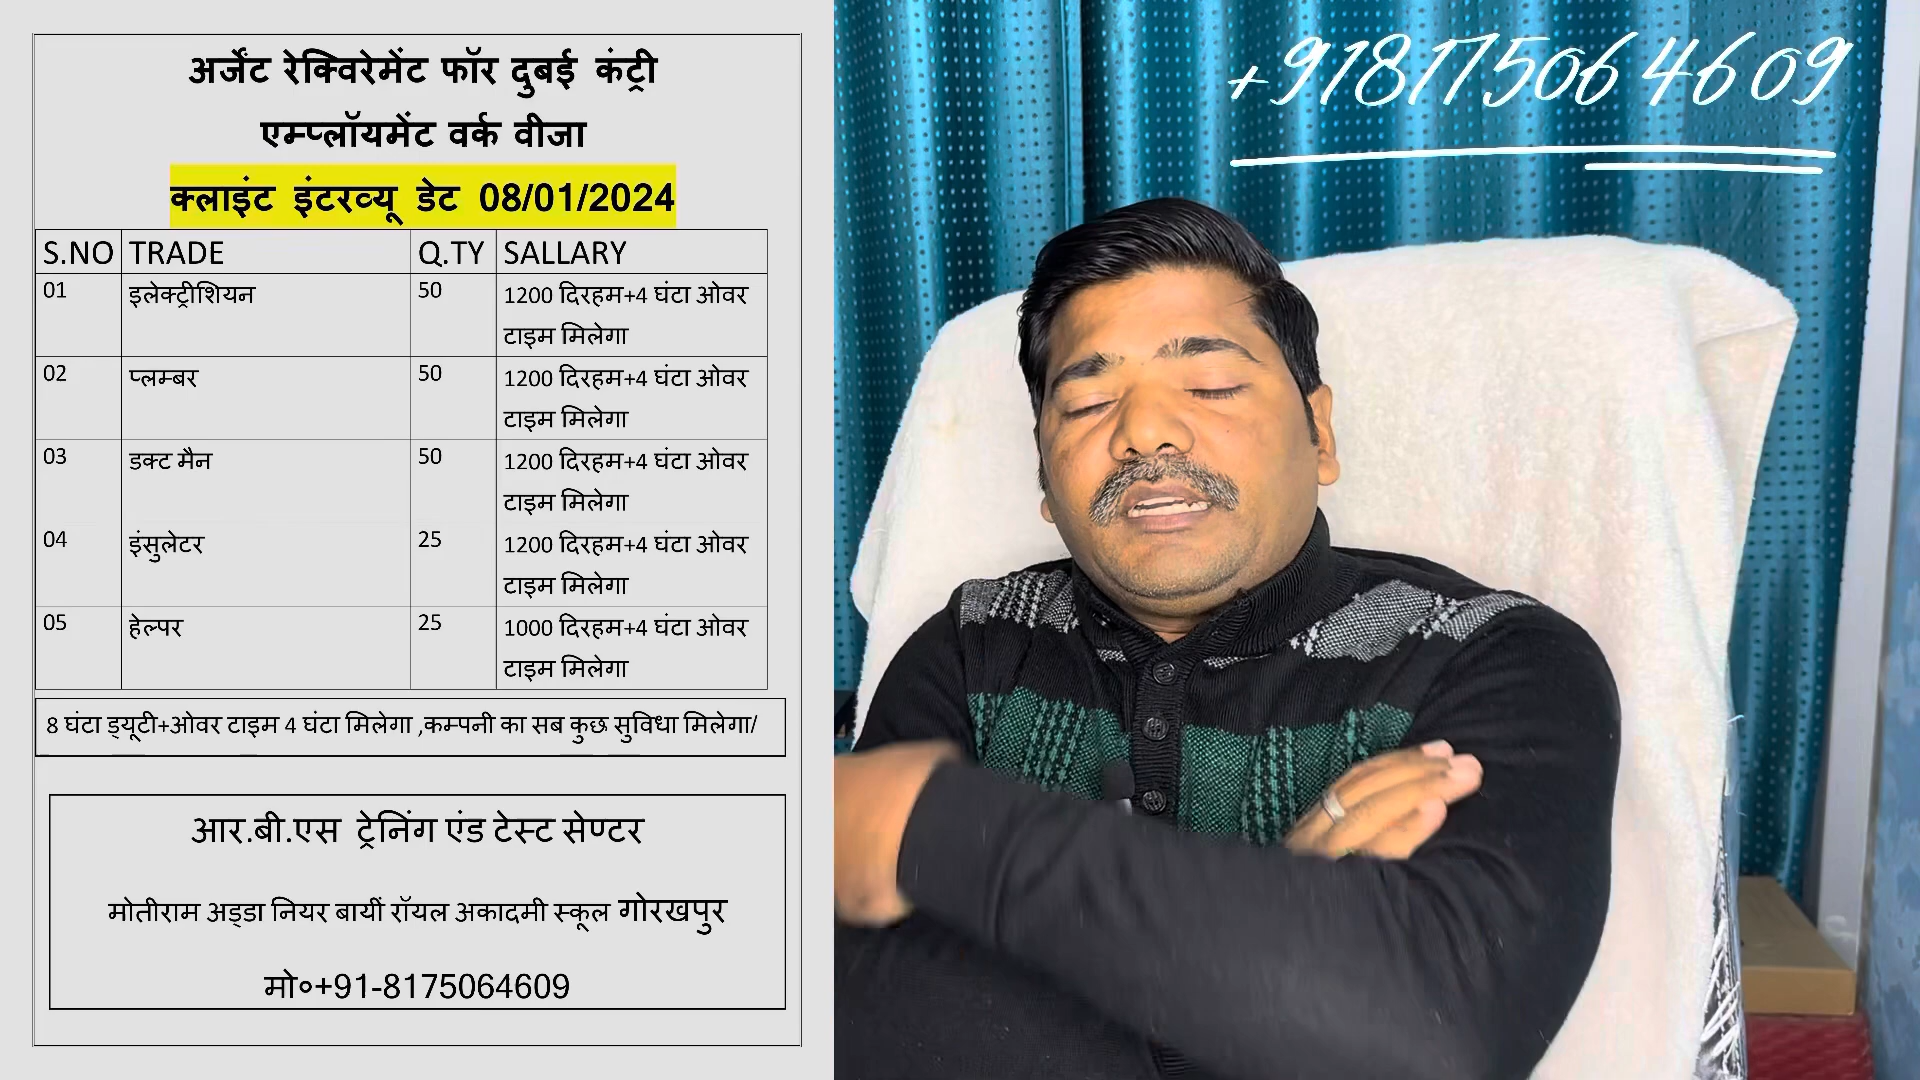 अर्जेंट रेक्विरेमेंट फॉर दुबई कंट्री
एम्प्लॉयमेंट वर्क वीजा
क्लाइंट इंटरव्यू डेट 08/01/2024
S.NO TRADE Q.TY SALLARY
01 इलेक्ट्रीशियन 50 1200 दिरहम+4 घंटा ओवर
टाइम मिलेगा
02 प्लम्बर 50 1200 दिरहम+4 घंटा ओवर
टाइम मिलेगा
03 डक्ट मैन 50 1200 दिरहम+4 घंटा ओवर
टाइम मिलेगा
04 इंसुलेटर 25 1200 दिरहम+4 घंटा ओवर
टाइम मिलेगा
05 हेल्पर 25 1000 दिरहम+4 घंटा ओवर
टाइम मिलेगा
8 घंटा ड्यूटी+ओवर टाइम 4 घंटा मिलेगा ,कम्पनी का सब कुछ सुविधा मिलेगा/
आर.बी.एस ट्रेनिंग एंड टेस्ट सेण्टर
मोतीराम अड्डा नियर बायीं रॉयल अकादमी स्कूल गोरखपुर
मो॰+91-8175064609
+918175064609